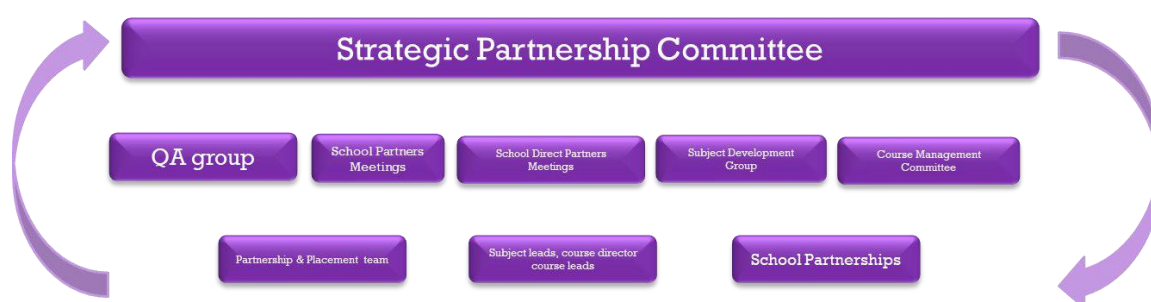 Strategic Partnership Committee
QA group
School Partners
Meetings
School Direct Partners
Meetings
Subject Development
Group
Course Management
Committee
Partnership & Placement team
Subject leads, course director
course leads
School Partnerships